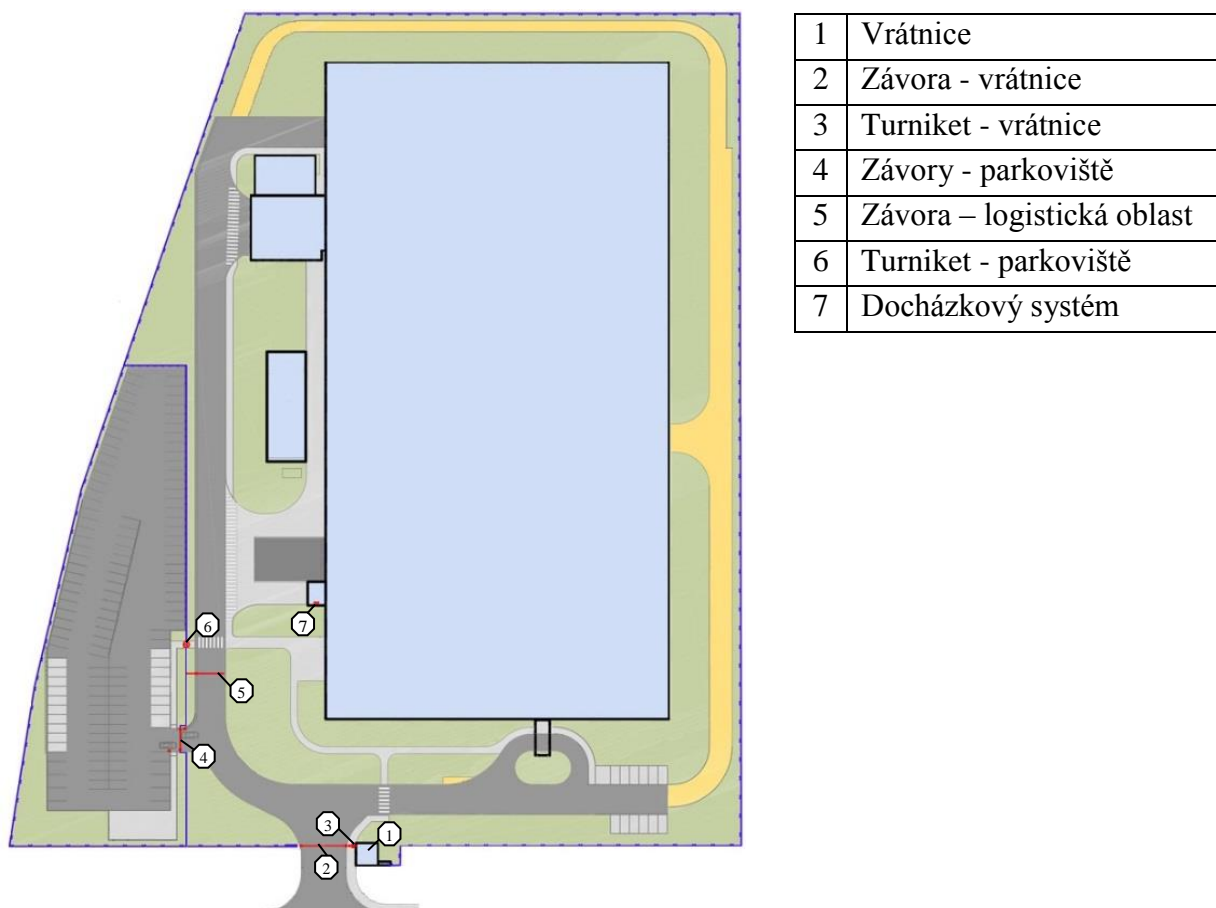 1 Vrátnice
2 Závora - vrátnice
3 Turniket - vrátnice
4 Závory - parkoviště
5 Závora – logistická oblast
6 Turniket - parkoviště
7 Docházkový systém
6
7
5
4
3
1
2